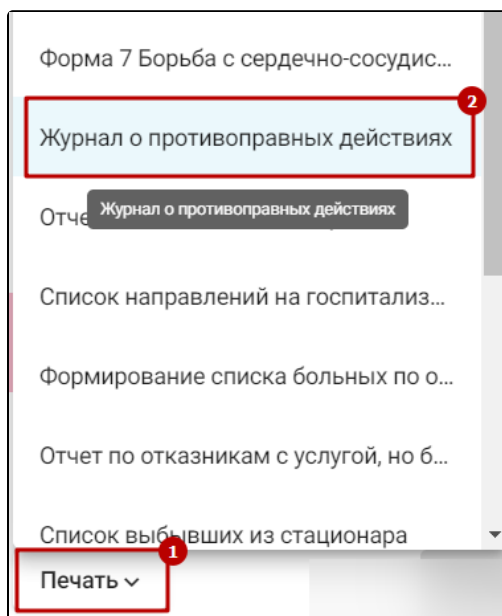 Форма 7 Борьба с сердечно-сосудис...
2
Журнал о противоправных действиях
Журнал о противоправных действиях
Список направлений на госпитализ...
Формирование списка больных по о...
Отчет по отказникам с услугой, но б...
Список выбывших из стационара
1
Печать